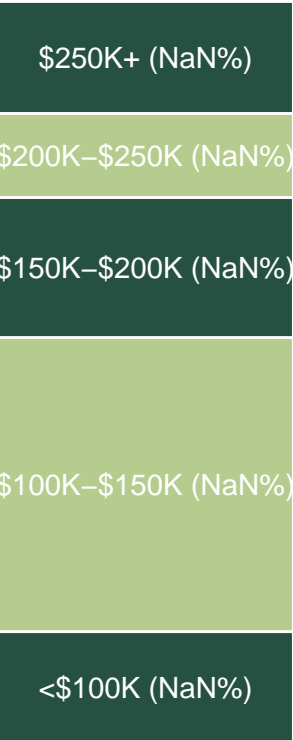 $250K+ (NaN%)
$200K–$250K (NaN%)
$150K–$200K (NaN%)
$100K–$150K (NaN%)
<$100K (NaN%)